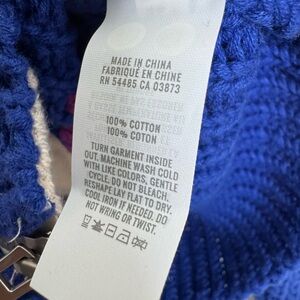 MADE IN CHINA
FABRIQUÉ EN CHINE
RN 54485 CA 03873
100% COTTON
100% COTON
TURN GARMENT INSIDE
OUT. MACHINE WASH COLD
WITH LIKE COLORS, GENTLE
CYCLE. DO NOT BLEACH.
RESHAPE LAY FLAT TO DRY.
COOL IRON IF NEEDED. DO
NOT WRING OR TWIST.